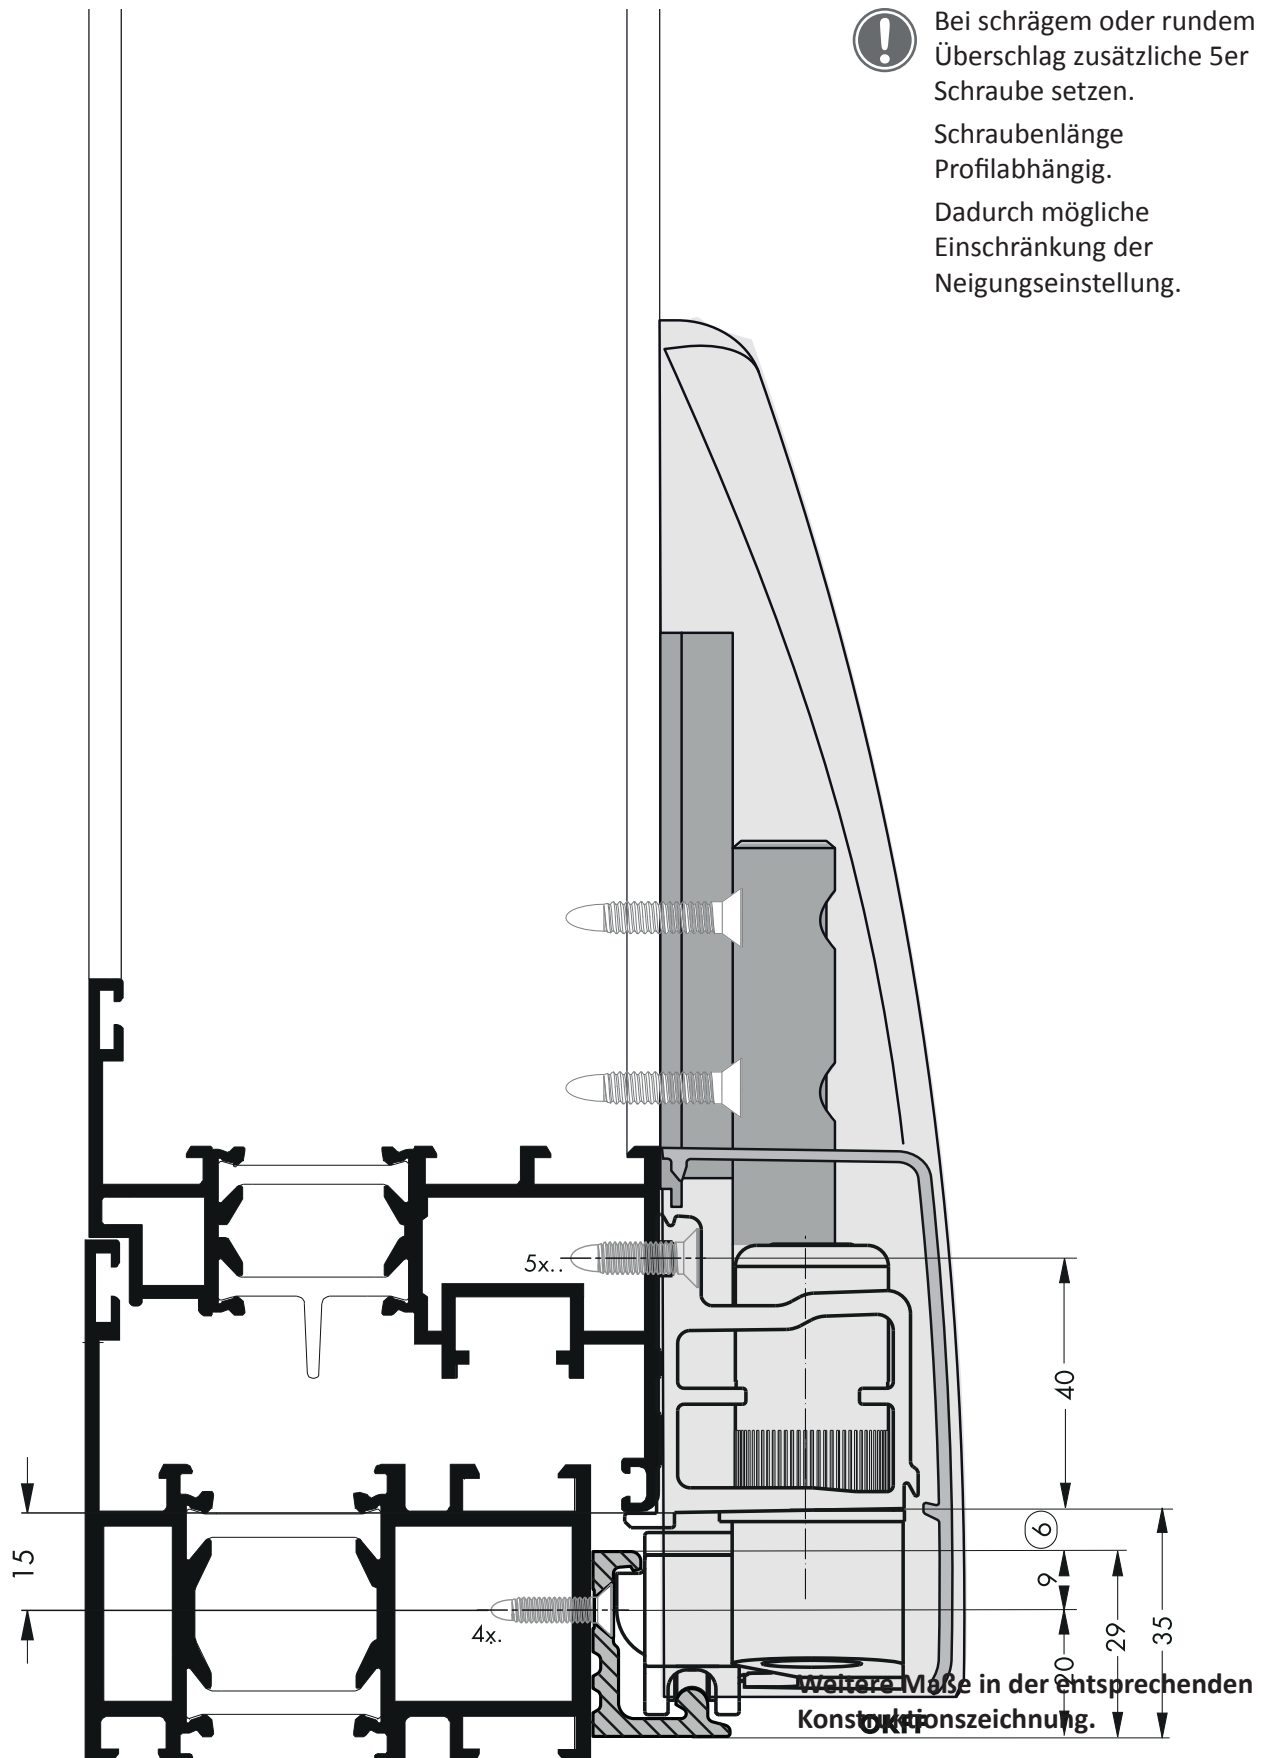 Bei schrägem oder rundem
Überschlag zusätzliche 5er
Schraube setzen.
Schraubenlänge
Profilabhängig.
Dadurch mögliche
Einschränkung der
Neigungseinstellung.
5x..
40
15
6
9
4x.
29
35
20
Weitere Maße in der entsprechenden
Konstruktionszeichnung.
OKFF